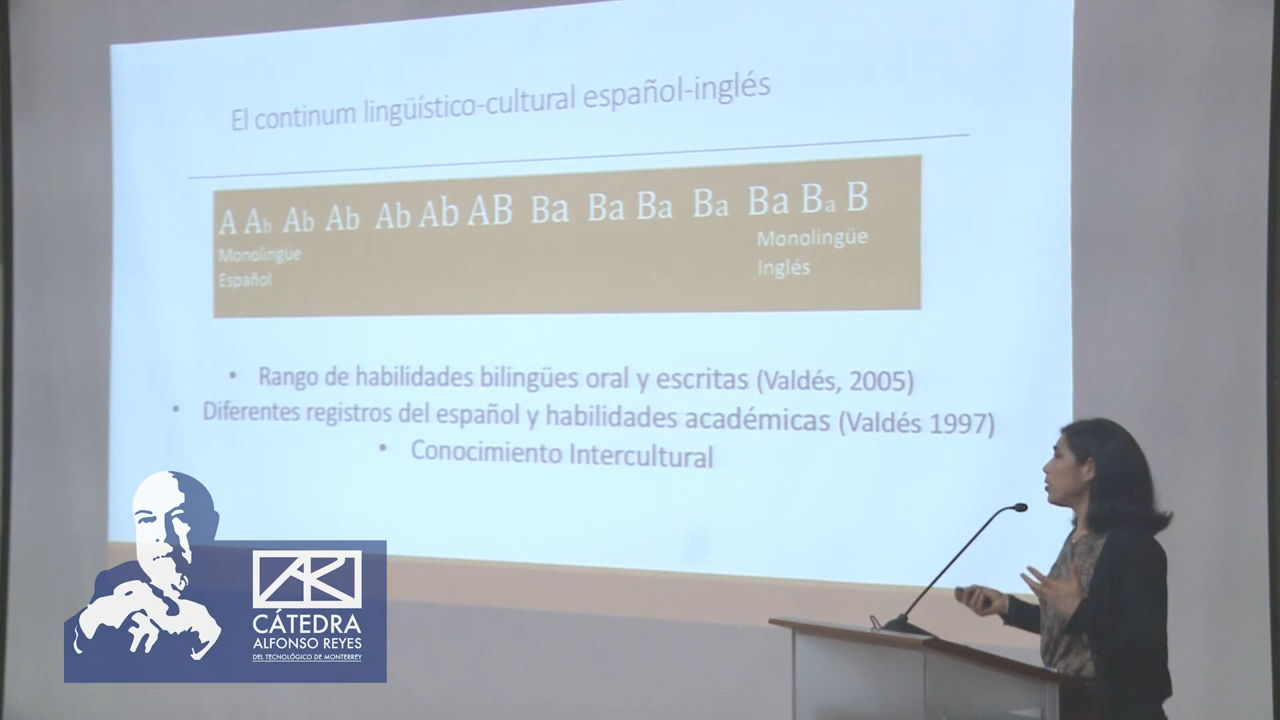 El continum lingüístico-cultural español-inglés
A Ab Ab Ab Ab Ab AB Ba Ba Ba Ba Ba Ba B
Monolingüe
Español
Monolingüe
Inglés
• Rango de habilidades bilingües oral y escritas (Valdés, 2005)
• Diferentes registros del español y habilidades académicas (Valdés 1997)
• Conocimiento Intercultural
AR
CÁTEDRA
ALFONSO REYES
DEL TECNOLÓGICO DE MONTERREY